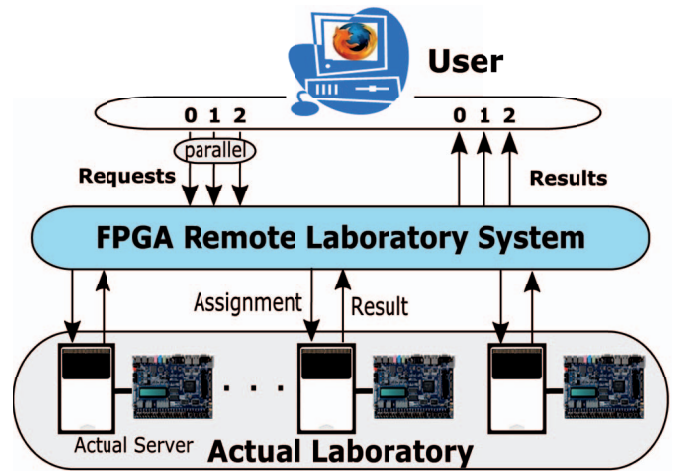 User
0 1 2
0 1 2
parallel
Requests
Results
FPGA Remote Laboratory System
Assignment
Result
Actual Server
Actual Laboratory